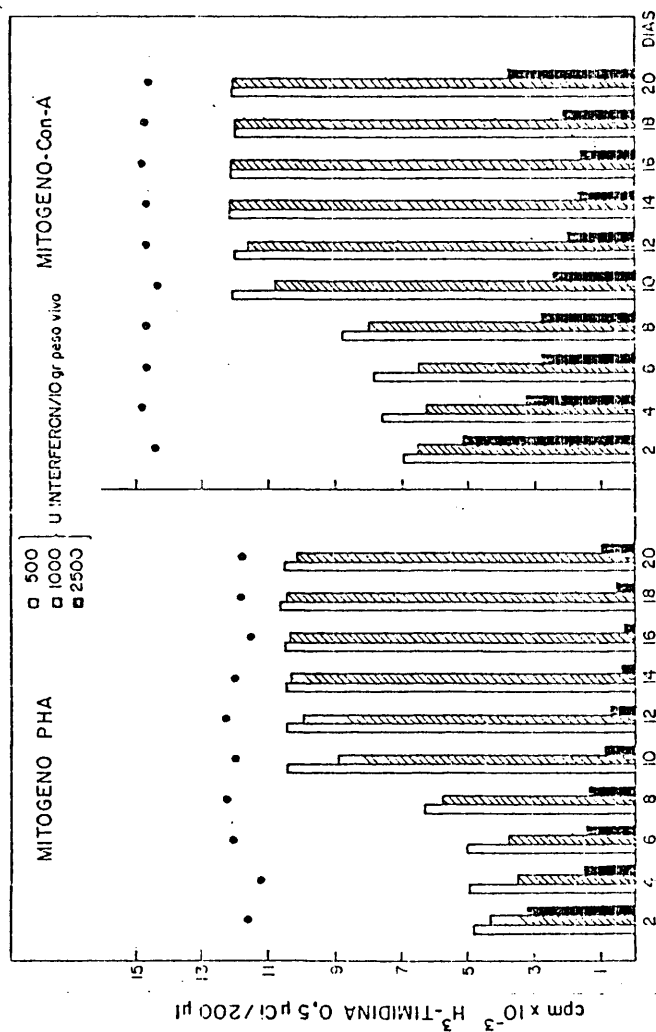 MITOGENO PHA
□ 500
□ 1000
□ 2500
U INTERFERON/10 gr peso vivo
MITOGENO-Con-A
cpm x 10⁻³ H³-TIMIDINA 0,5 µCi/200 µl
15
13
11
9
7
5
3
1
2 4 6 8 10 12 14 16 18 20
2 4 6 8 10 12 14 16 18 20 DIAS